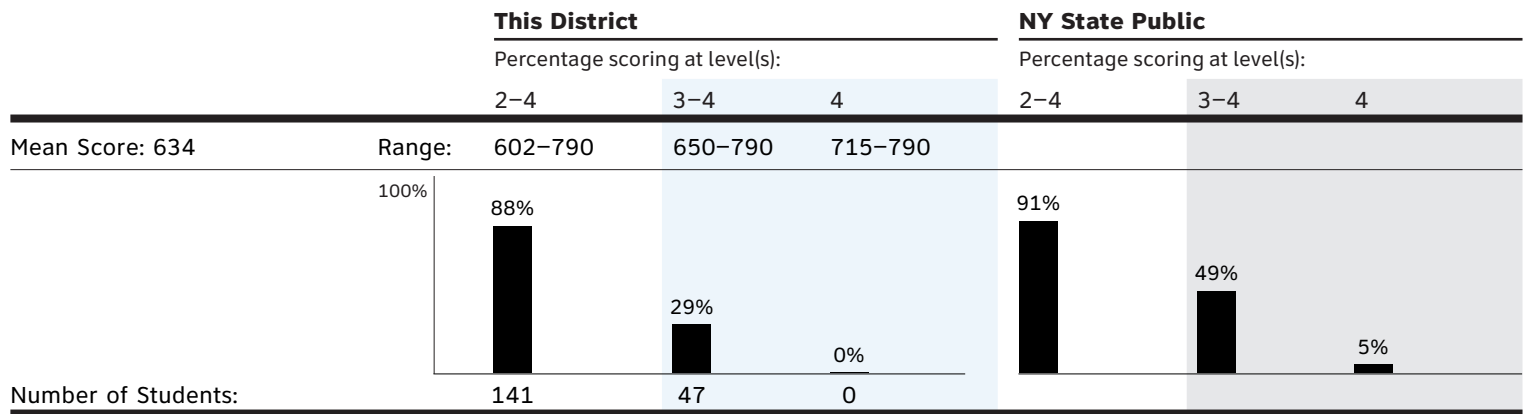 This District NY State Public
Percentage scoring at level(s): Percentage scoring at level(s):
2–4 3–4 4 2–4 3–4 4
Mean Score: 634 Range: 602–790 650–790 715–790
100%
88% 91%
49%
29%
0% 5%
Number of Students: 141 47 0